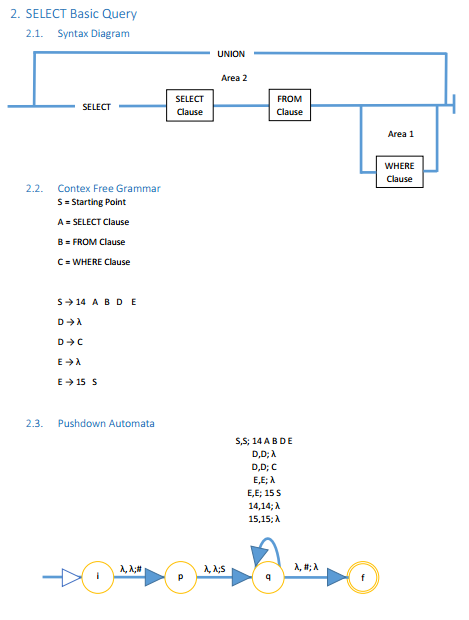 2. SELECT Basic Query
2.1. Syntax Diagram
UNION
Area 2
SELECT
SELECT
Clause
FROM
Clause
Area 1
WHERE
Clause
2.2. Contex Free Grammar
S = Starting Point
A = SELECT Clause
B = FROM Clause
C = WHERE Clause
S → 14 A B D E
D → λ
D → C
E → λ
E → 15 S
2.3. Pushdown Automata
S,S; 14 A B D E
D,D; λ
D,D; C
E,E; λ
E,E; 15 S
14,14; λ
15,15; λ
i
λ, λ;#
p
λ, λ;S
q
λ, #; λ
f